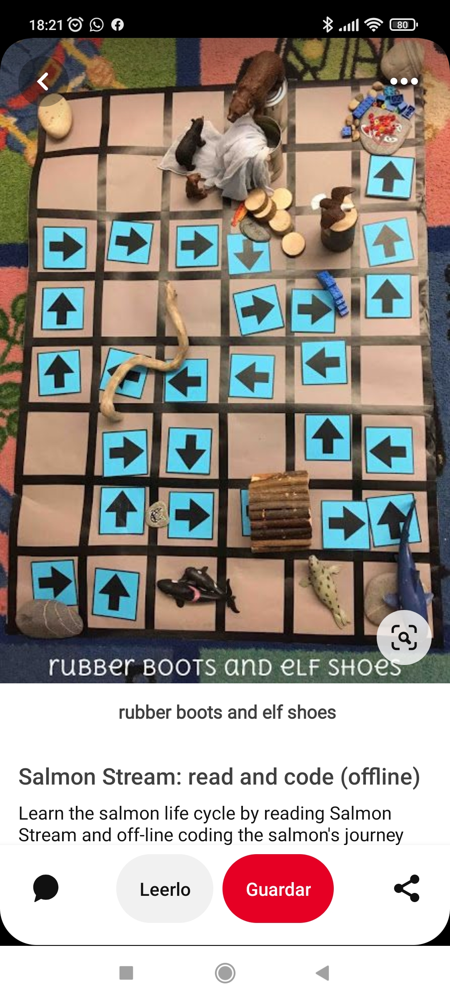 18:21
80
rubber boots and elf shoes
rubber boots and elf shoes
Salmon Stream: read and code (offline)
Learn the salmon life cycle by reading Salmon
Stream and off-line coding the salmon's journey
Leerlo
Guardar